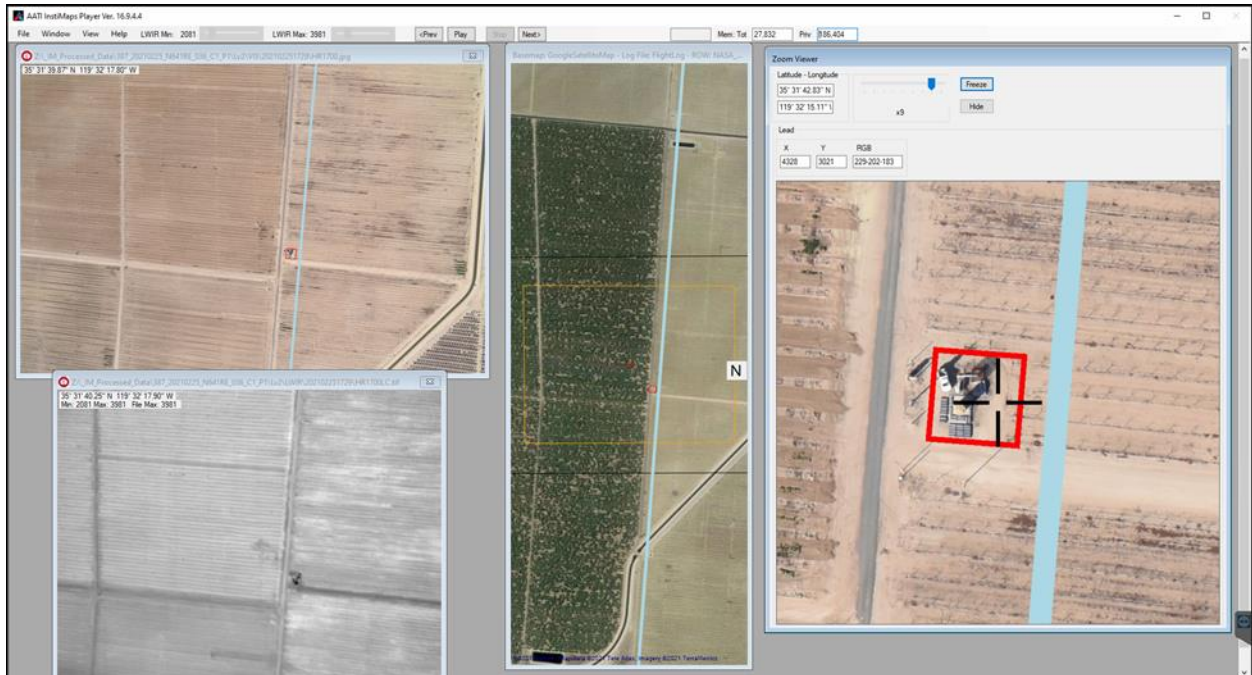 AATI InstiMaps Player Ver. 16.9.4.4
File Window View Help LWIR Min: 2081 LWIR Max: 3981 <Prev Play Stop Next> Mem: Tot 27,832 Priv 986,404
35° 31' 39.87" N 119° 32' 17.80" W
35° 31' 40.25" N 119° 32' 17.90" W
Min: 2081 Max: 3981 File Max: 3981
N
Zoom Viewer
Latitude - Longitude
35° 31' 42.83" N
119° 32' 15.11"
x9
Freeze
Hide
Lead
X Y RGB
4328 3021 229-202-183